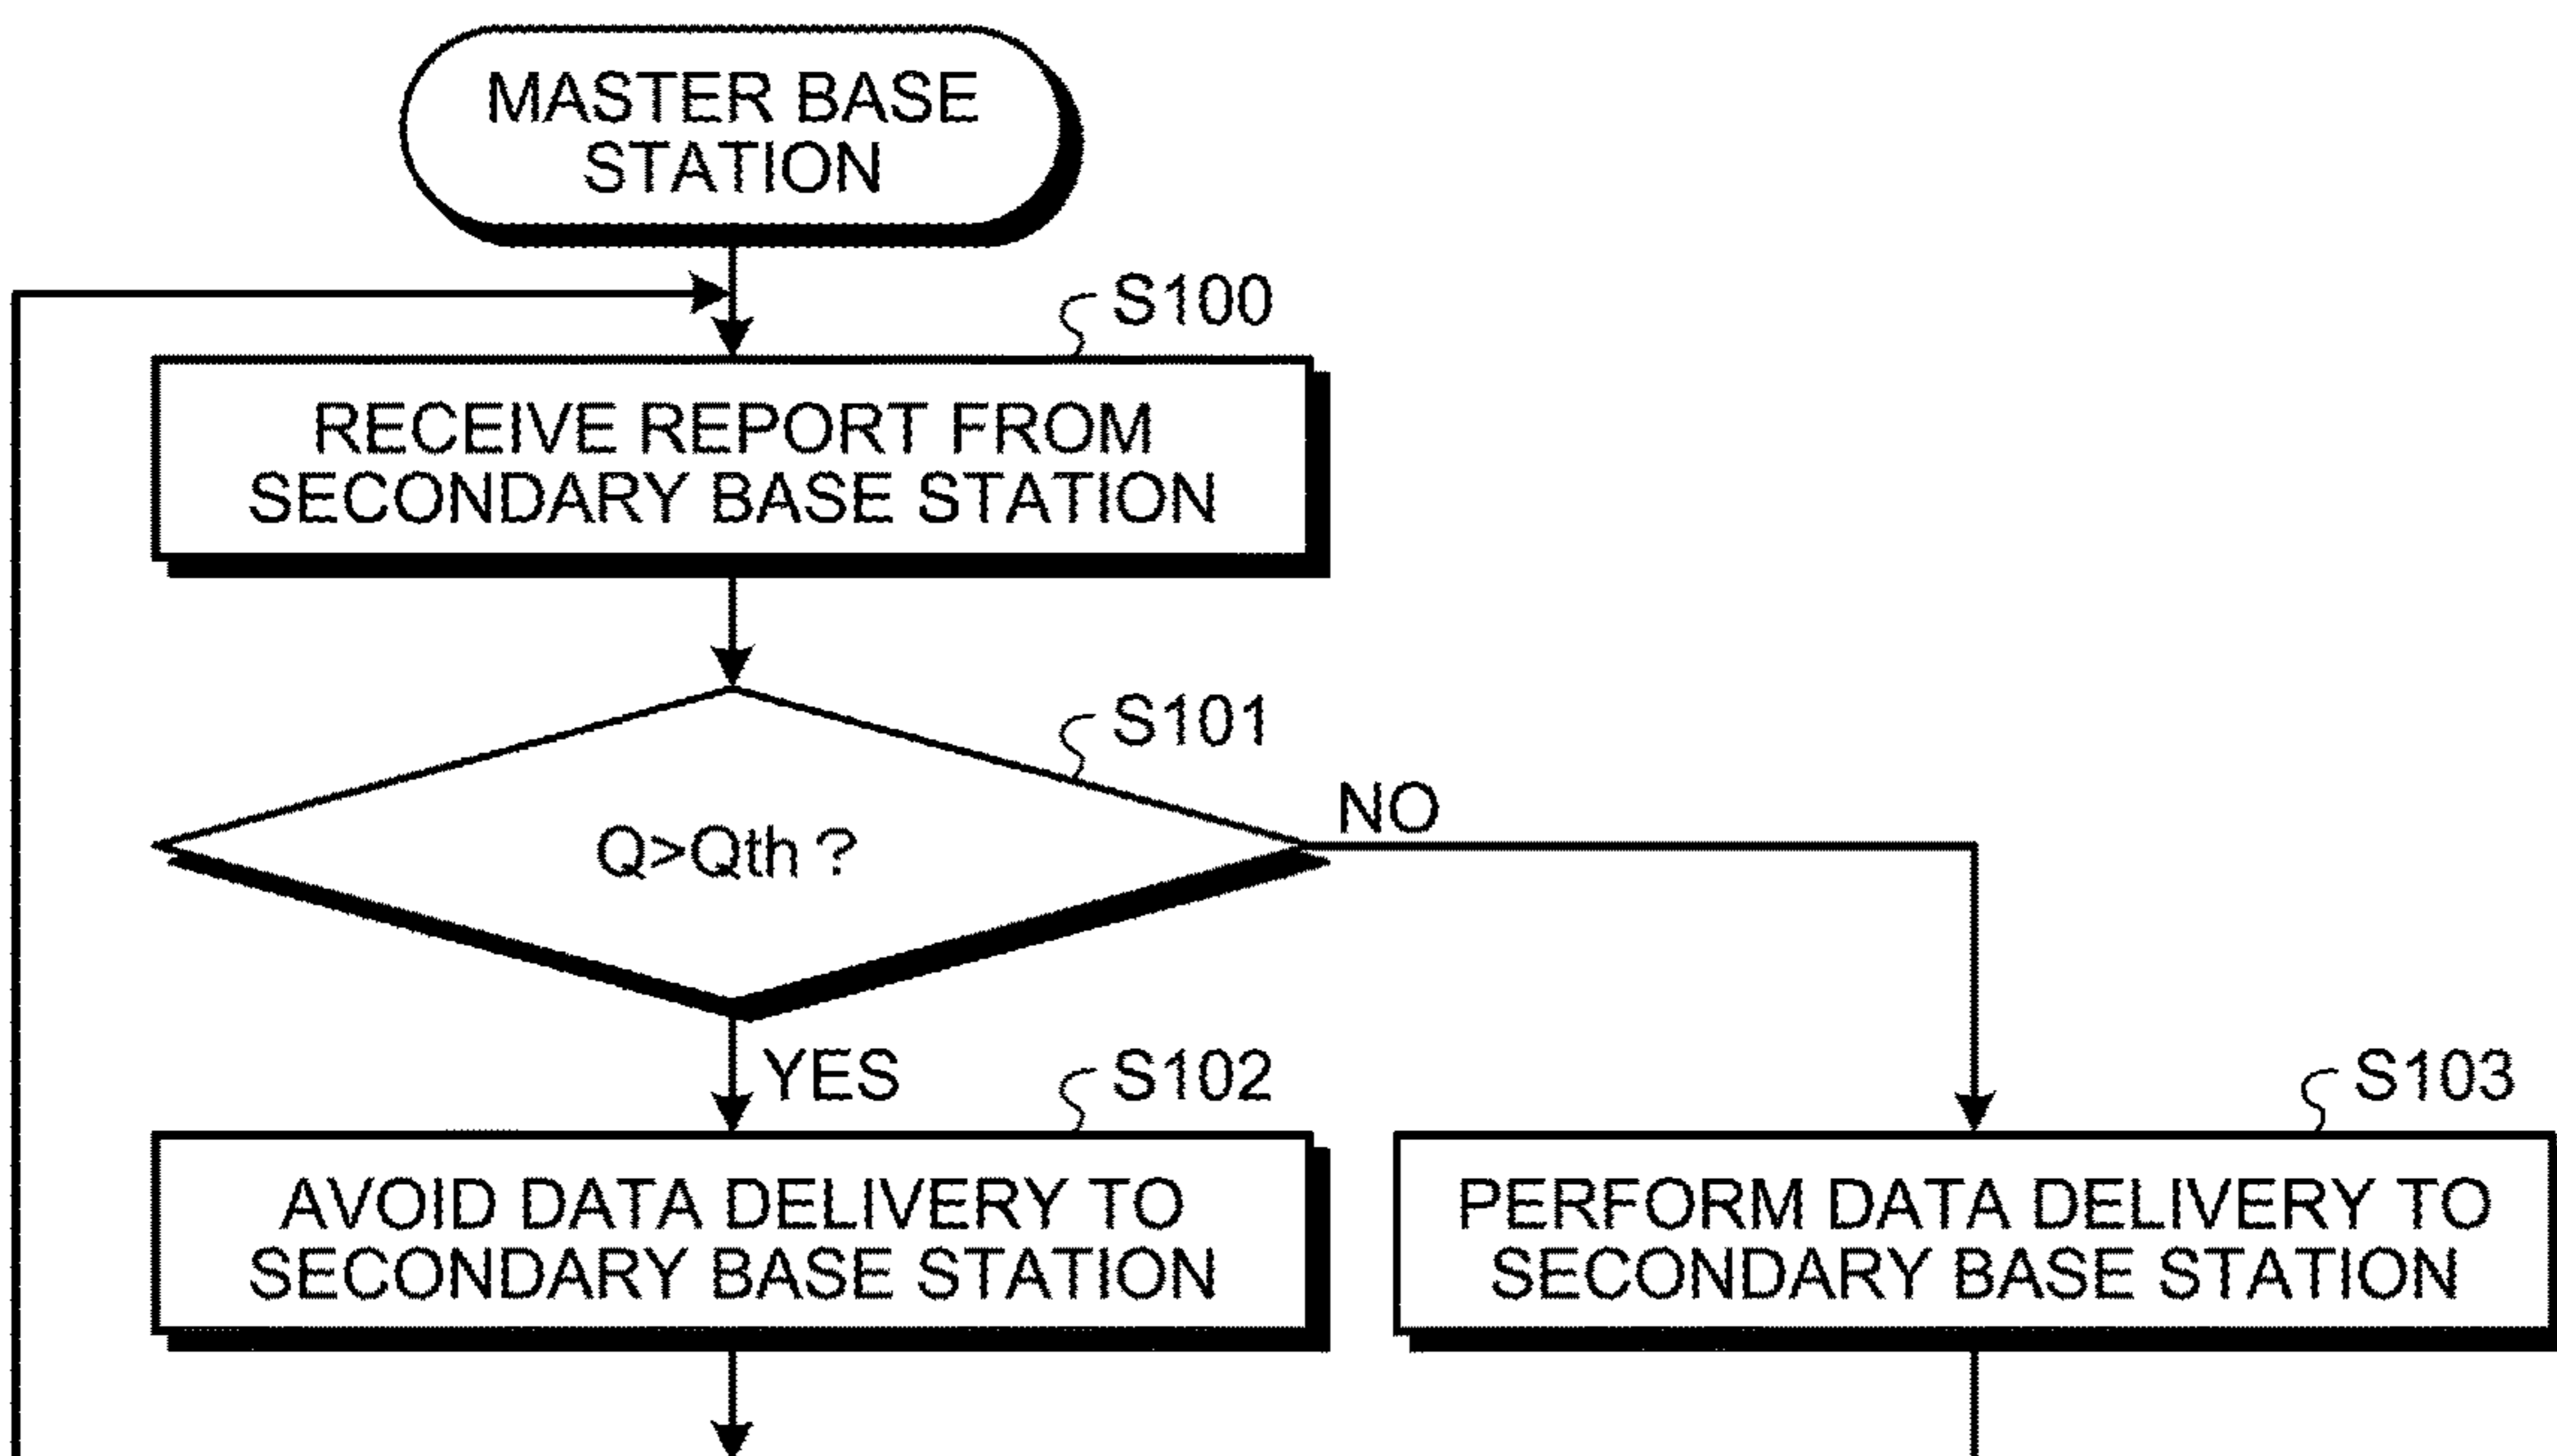 MASTER BASE
STATION
S100
RECEIVE REPORT FROM
SECONDARY BASE STATION
S101
Q>Qth ?
NO
YES
S102
AVOID DATA DELIVERY TO
SECONDARY BASE STATION
S103
PERFORM DATA DELIVERY TO
SECONDARY BASE STATION